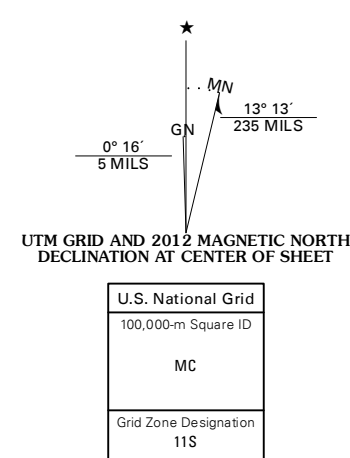 ★
MN
GN
13° 13´
235 MILS
0° 16´
5 MILS
UTM GRID AND 2012 MAGNETIC NORTH
DECLINATION AT CENTER OF SHEET
U.S. National Grid
100,000-m Square ID
MC
Grid Zone Designation
11S